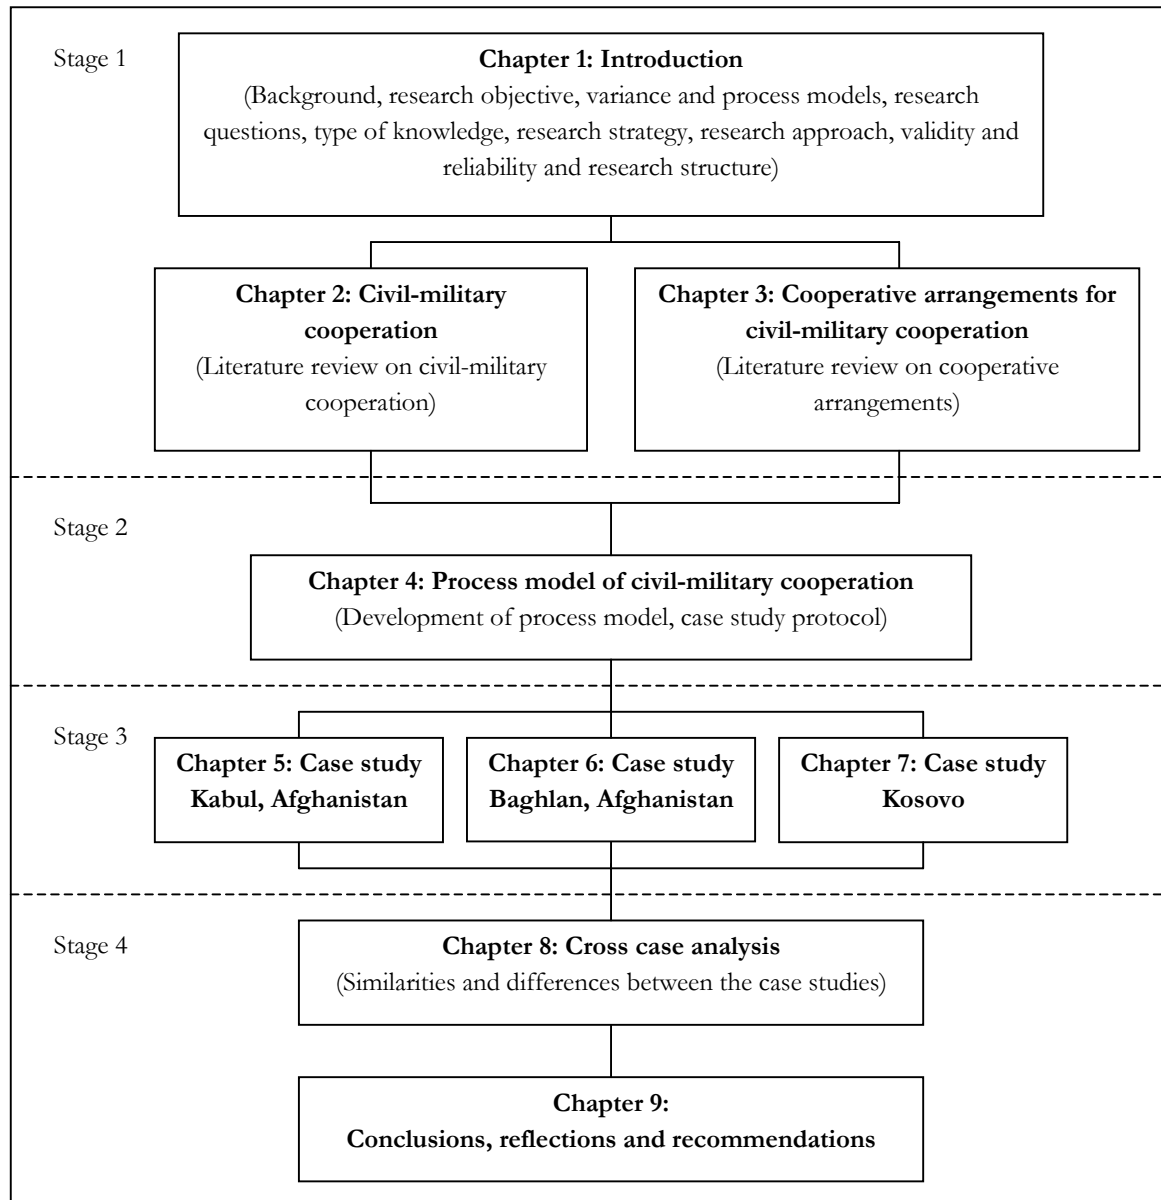 Stage 1
Chapter 1: Introduction
(Background, research objective, variance and process models, research
questions, type of knowledge, research strategy, research approach, validity and
reliability and research structure)
Chapter 2: Civil-military
cooperation
(Literature review on civil-military
cooperation)
Chapter 3: Cooperative arrangements for
civil-military cooperation
(Literature review on cooperative
arrangements)
Stage 2
Chapter 4: Process model of civil-military cooperation
(Development of process model, case study protocol)
Stage 3
Chapter 5: Case study
Kabul, Afghanistan
Chapter 6: Case study
Baghlan, Afghanistan
Chapter 7: Case study
Kosovo
Stage 4
Chapter 8: Cross case analysis
(Similarities and differences between the case studies)
Chapter 9:
Conclusions, reflections and recommendations